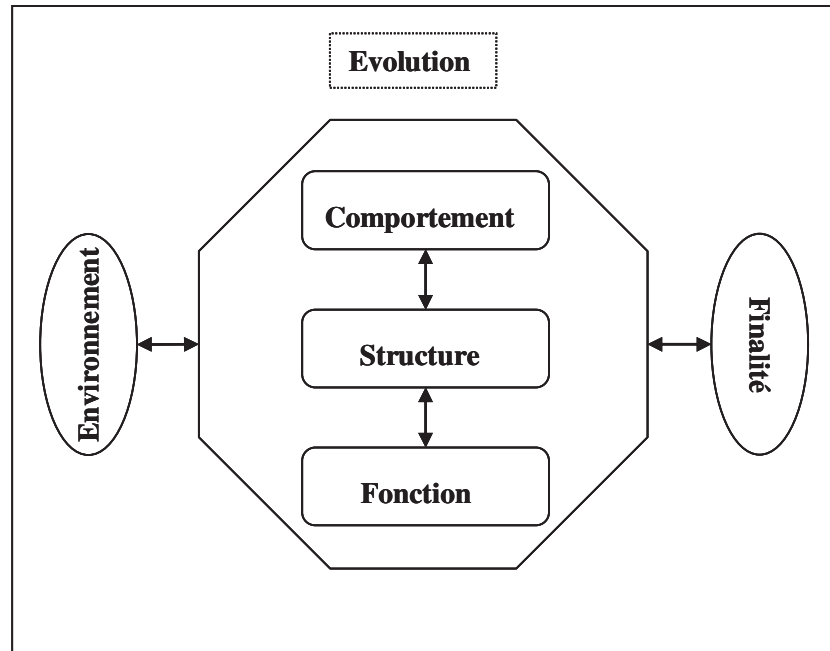 Evolution
Comportement
Environnement
Structure
Finalité
Fonction